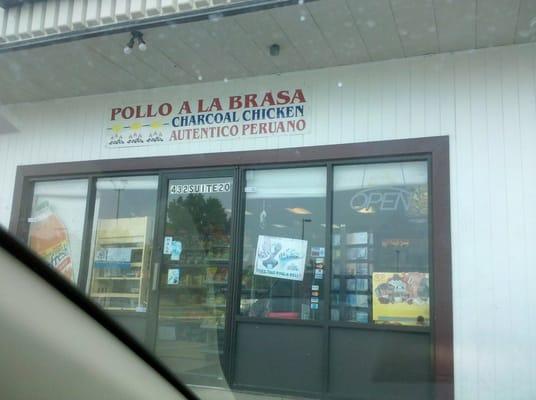 POLLO A LA BRASA
CHARCOAL CHICKEN
AUTENTICO PERUANO
432 SUITE 20
OPEN